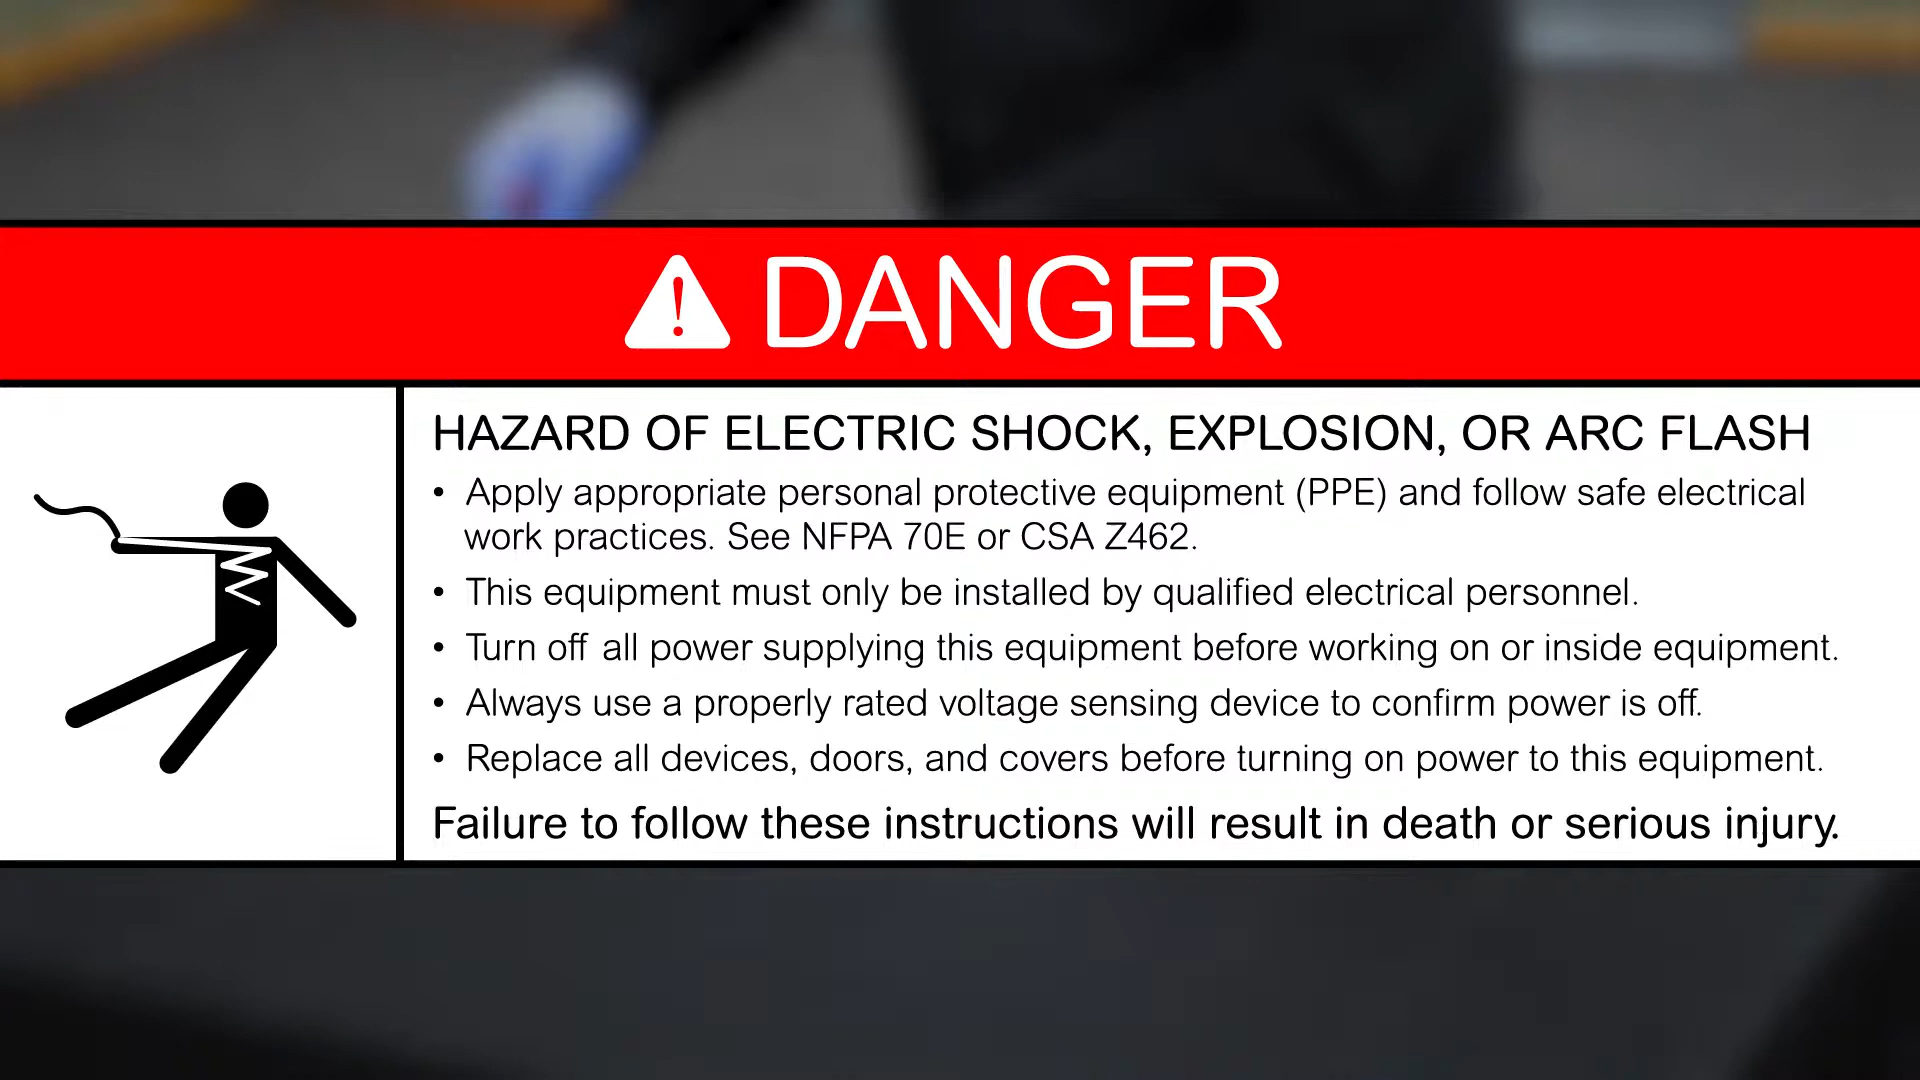 DANGER
HAZARD OF ELECTRIC SHOCK, EXPLOSION, OR ARC FLASH
• Apply appropriate personal protective equipment (PPE) and follow safe electrical
work practices. See NFPA 70E or CSA Z462.
• This equipment must only be installed by qualified electrical personnel.
• Turn off all power supplying this equipment before working on or inside equipment.
• Always use a properly rated voltage sensing device to confirm power is off.
• Replace all devices, doors, and covers before turning on power to this equipment.
Failure to follow these instructions will result in death or serious injury.